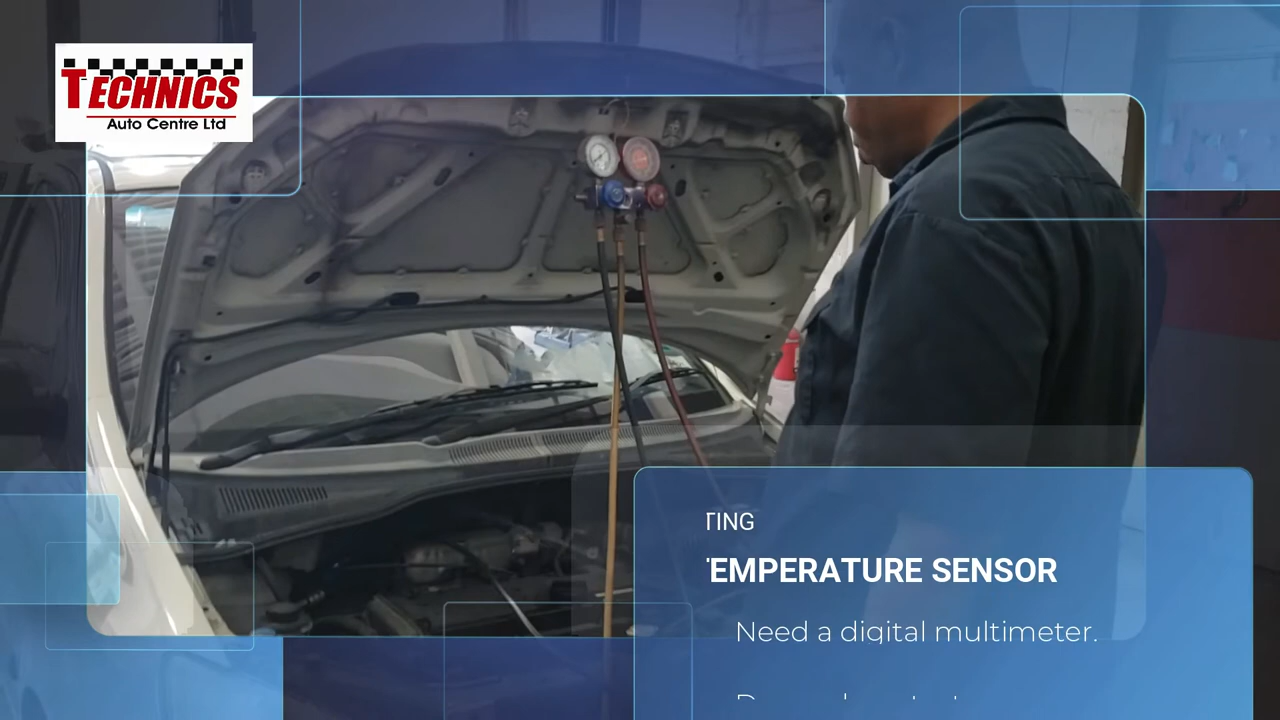 TECHNICS
Auto Centre Ltd
TING
EMPERATURE SENSOR
Need a digital multimeter.